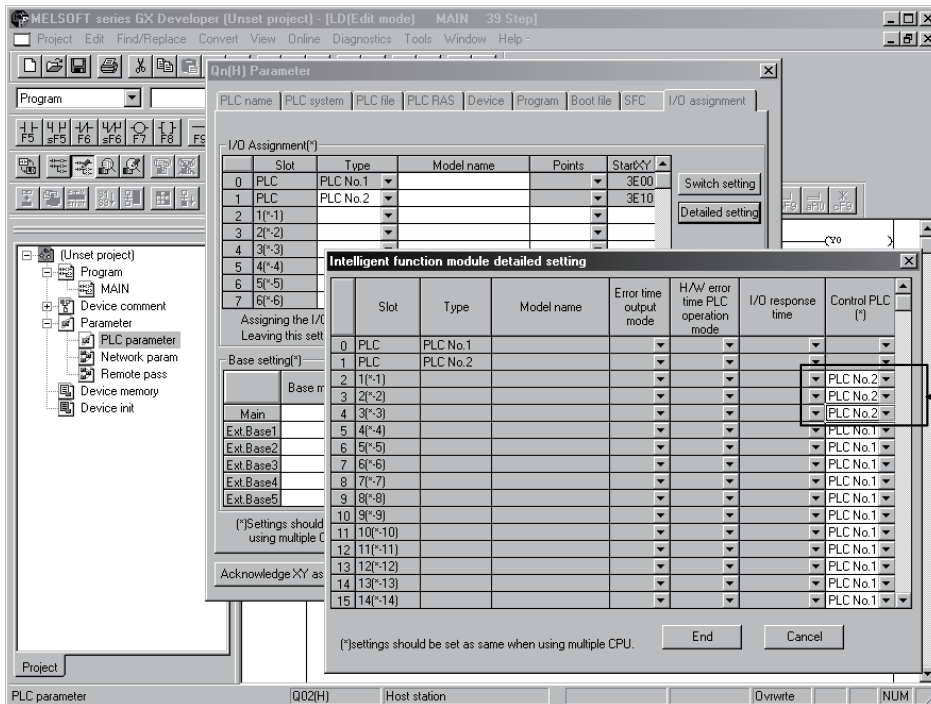 MELSOFT series GX Developer (Unset project) - [LD(Edit mode) MAIN 39 Step]
Project Edit Find/Replace Convert View Online Diagnostics Tools Window Help
Program
F5 sF5 F6 sF6 F7 F8 F9
aF9 cF9
Qn(H) Parameter
PLC name PLC system PLC file PLC RAS Device Program Boot file SFC I/O assignment
I/O Assignment(*)
Slot Type Model name Points StartXY
0 PLC PLC No.1 3E00
1 PLC PLC No.2 3E10
2 1(*-1)
3 2(*-2)
4 3(*-3)
5 4(*-4)
6 5(*-5)
7 6(*-6)
Switch setting
Detailed setting
Assigning the I/O
Leaving this sett
Base setting(*)
Base m
Main
Ext.Base1
Ext.Base2
Ext.Base3
Ext.Base4
Ext.Base5
(*)Settings should
using multiple C
Acknowledge XY as
(Unset project)
Program
MAIN
Device comment
Parameter
PLC parameter
Network param
Remote pass
Device memory
Device init
Project
Y0
Intelligent function module detailed setting
Slot Type Model name Error time output mode H/W error time PLC operation mode I/O response time Control PLC (*)
0 PLC PLC No.1
1 PLC PLC No.2
2 1(*-1) PLC No.2
3 2(*-2) PLC No.2
4 3(*-3) PLC No.2
5 4(*-4) PLC No.1
6 5(*-5) PLC No.1
7 6(*-6) PLC No.1
8 7(*-7) PLC No.1
9 8(*-8) PLC No.1
10 9(*-9) PLC No.1
11 10(*-10) PLC No.1
12 11(*-11) PLC No.1
13 12(*-12) PLC No.1
14 13(*-13) PLC No.1
15 14(*-14) PLC No.1
(*)settings should be set as same when using multiple CPU.
End Cancel
PLC parameter Q02(H) Host station Ovrwrte NUM